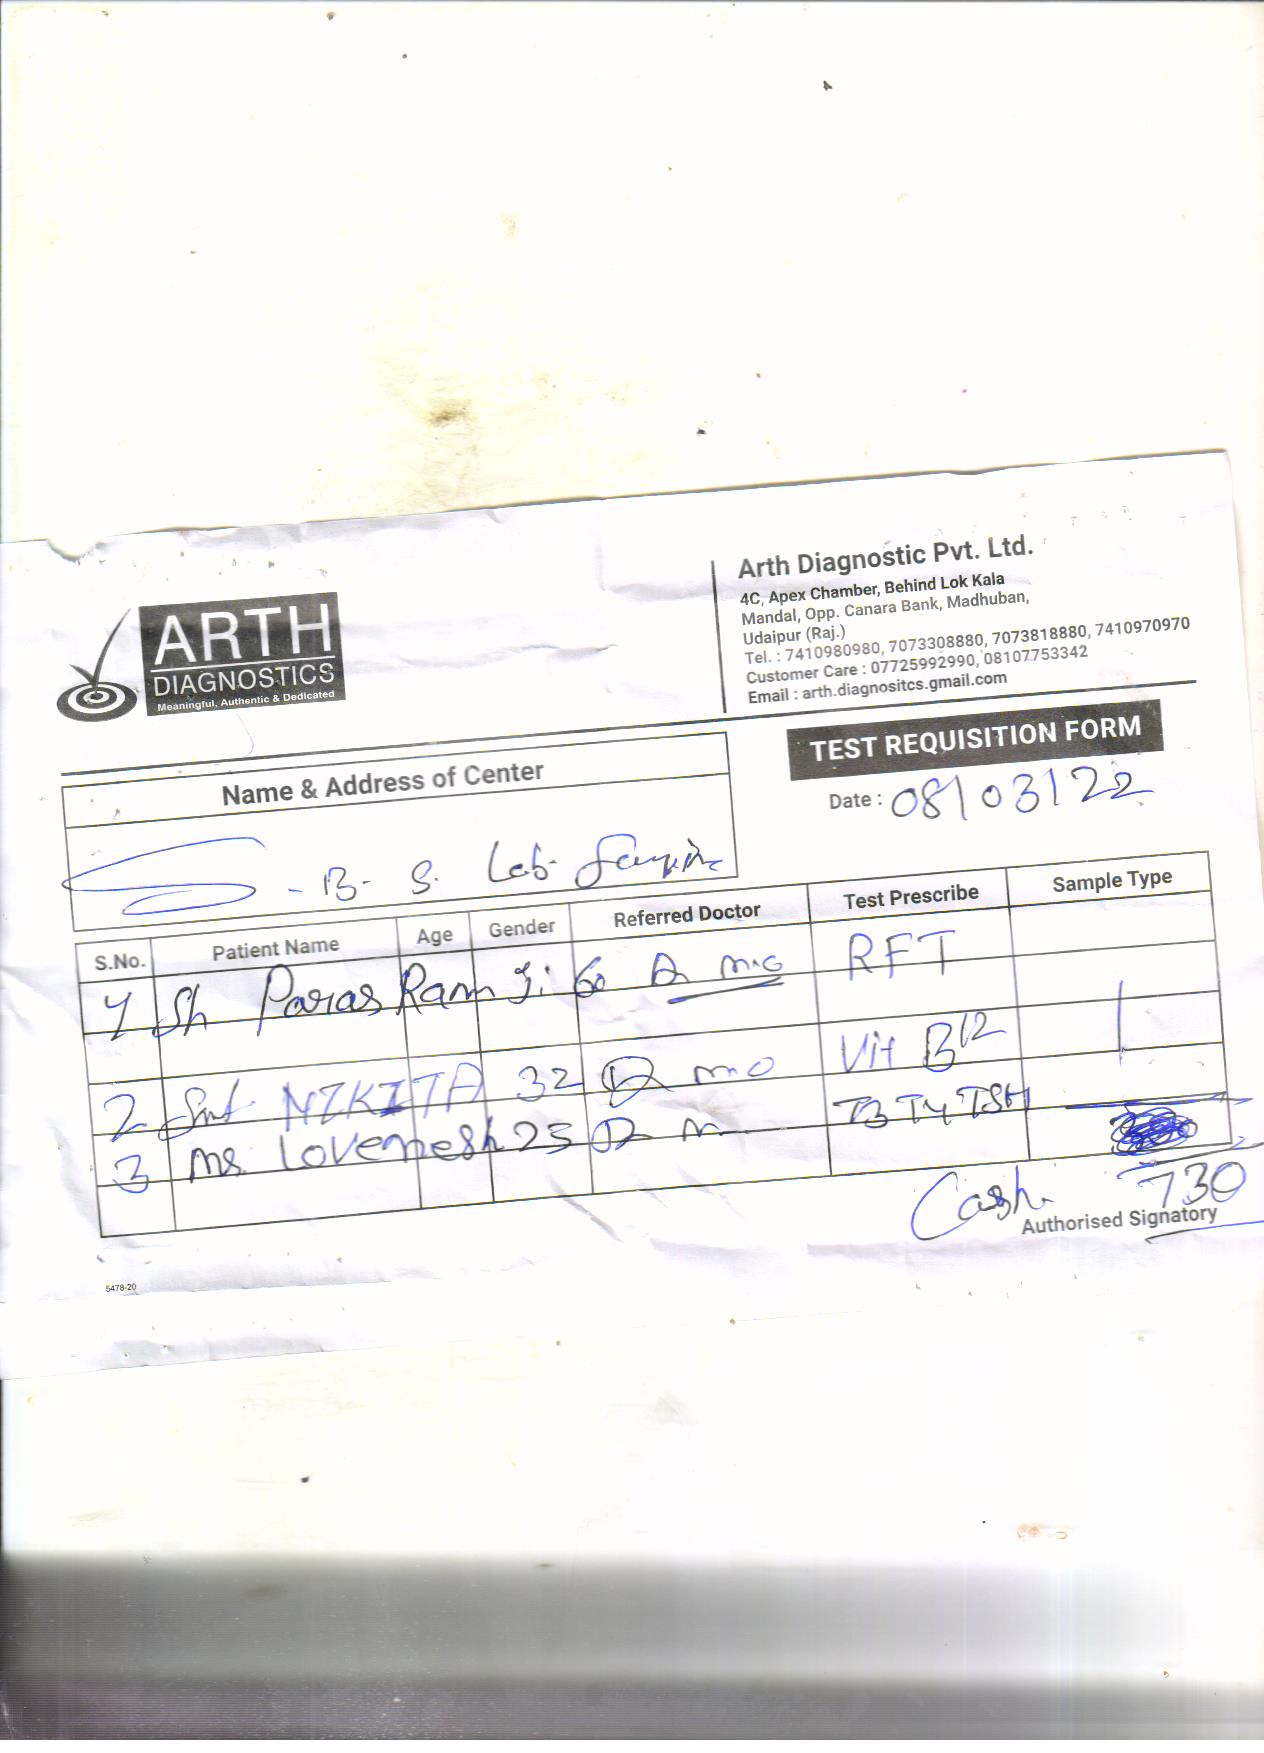 ARTH
DIAGNOSTICS
Meaningful, Authentic & Dedicated
Arth Diagnostic Pvt. Ltd.
4C, Apex Chamber, Behind Lok Kala
Mandal, Opp. Canara Bank, Madhuban,
Udaipur (Raj.)
Tel. : 7410980980, 7073308880, 7073818880, 7410970970
Customer Care : 07725992990, 08107753342
Email : arth.diagnositcs.gmail.com
TEST REQUISITION FORM
Date : 08/03/22
Name & Address of Center
B. S. Lab
S.No. Patient Name Age Gender Referred Doctor Test Prescribe Sample Type
1 Sh Paras Ram Ji 60 RFT
2 Smt NIKITA 32 Vit B12
3 Ms. Lovemesh 23 T3 T4 TSH
Cash 730
Authorised Signatory
5478-20